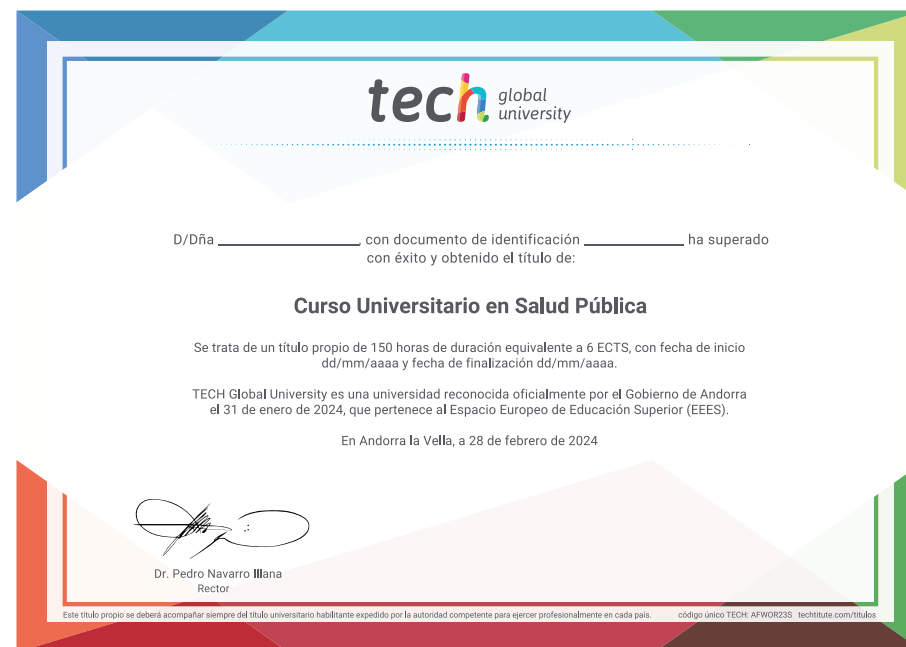 tech global
university
D/Dña ____________________, con documento de identificación ______________ ha superado
con éxito y obtenido el título de:
Curso Universitario en Salud Pública
Se trata de un título propio de 150 horas de duración equivalente a 6 ECTS, con fecha de inicio
dd/mm/aaaa y fecha de finalización dd/mm/aaaa.
TECH Global University es una universidad reconocida oficialmente por el Gobierno de Andorra
el 31 de enero de 2024, que pertenece al Espacio Europeo de Educación Superior (EEES).
En Andorra la Vella, a 28 de febrero de 2024
Dr. Pedro Navarro Illana
Rector
Este título propio se deberá acompañar siempre del título universitario habilitante expedido por la autoridad competente para ejercer profesionalmente en cada país. código único TECH: AFWOR23S techtitute.com/titulos